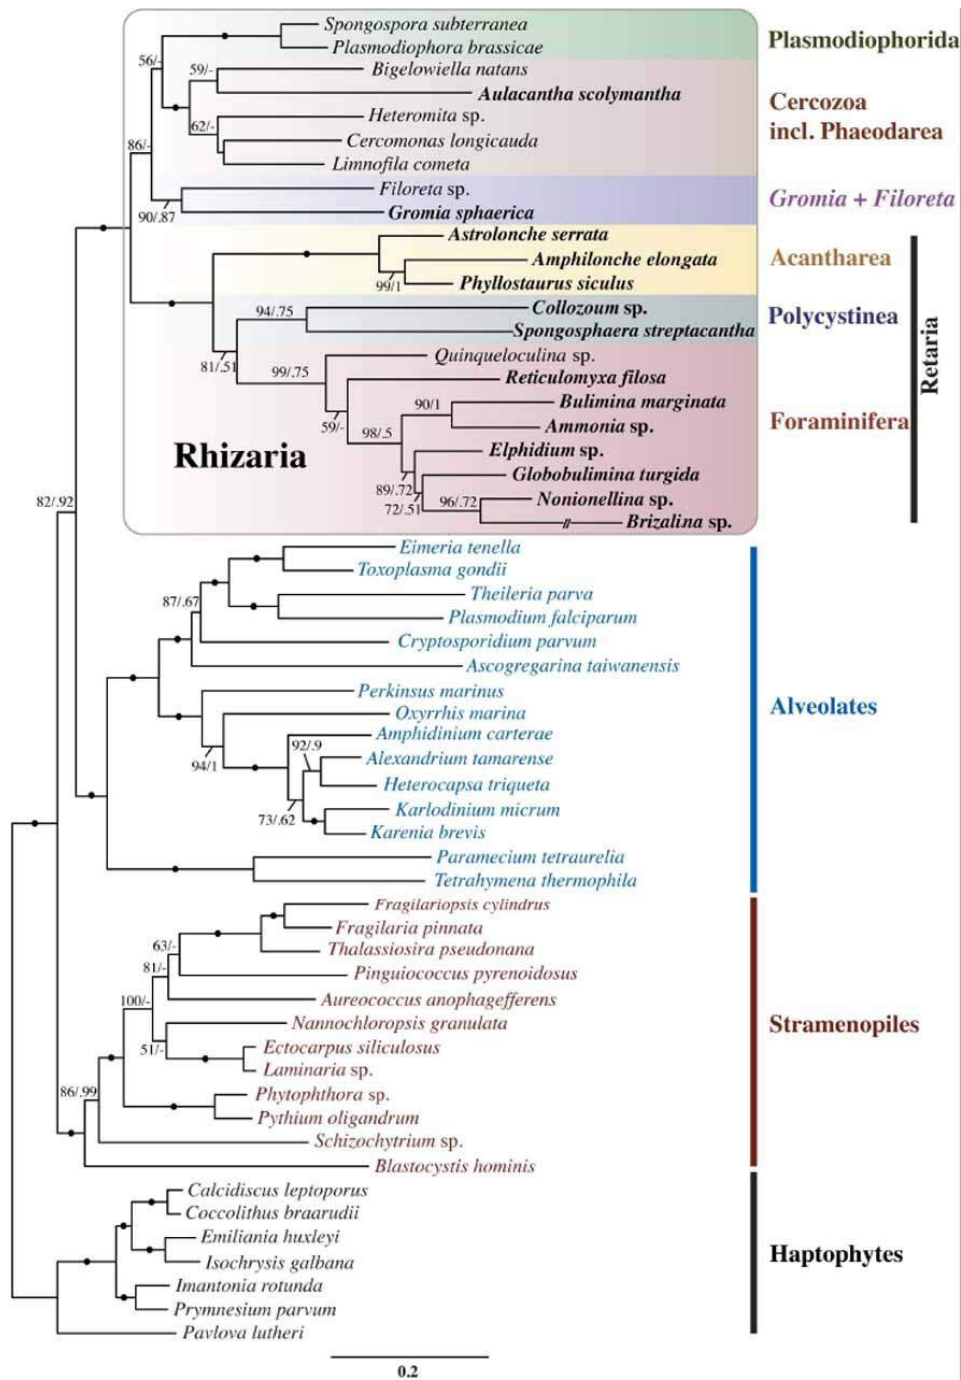 Spongospora subterranea
Plasmodiophora brassicae
Plasmodiophorida
56/-
59/-
Bigelowiella natans
Aulacantha scolymantha
Cercozoa
incl. Phaeodarea
62/-
Heteromita sp.
Cercomonas longicauda
Limnofila cometa
86/-
Filoreta sp.
Gromia + Filoreta
90/.87
Gromia sphaerica
Astrolonche serrata
Amphilonche elongata
Acantharea
99/1
Phyllostaurus siculus
94/.75
Collozoum sp.
Polycystinea
Spongosphaera streptacantha
Retaria
81/.51
99/.75
Quinqueloculina sp.
Reticulomyxa filosa
59/-
90/1
Bulimina marginata
Foraminifera
98/.5
Ammonia sp.
Rhizaria
Elphidium sp.
Globobulimina turgida
89/.72
72/.51
96/.72
Nonionellina sp.
Brizalina sp.
82/.92
Eimeria tenella
Toxoplasma gondii
87/.67
Theileria parva
Plasmodium falciparum
Cryptosporidium parvum
Ascogregarina taiwanensis
Perkinsus marinus
Alveolates
Oxyrrhis marina
94/1
92/.9
Amphidinium carterae
Alexandrium tamarense
Heterocapsa triqueta
73/.62
Karlodinium micrum
Karenia brevis
Paramecium tetraurelia
Tetrahymena thermophila
Fragilariopsis cylindrus
Fragilaria pinnata
63/-
Thalassiosira pseudonana
81/-
Pinguiococcus pyrenoidosus
100/-
Aureococcus anophagefferens
Nannochloropsis granulata
Stramenopiles
51/-
Ectocarpus siliculosus
Laminaria sp.
86/.99
Phytophthora sp.
Pythium oligandrum
Schizochytrium sp.
Blastocystis hominis
Calcidiscus leptoporus
Coccolithus braarudii
Emiliania huxleyi
Haptophytes
Isochrysis galbana
Imantonia rotunda
Prymnesium parvum
Pavlova lutheri
0.2